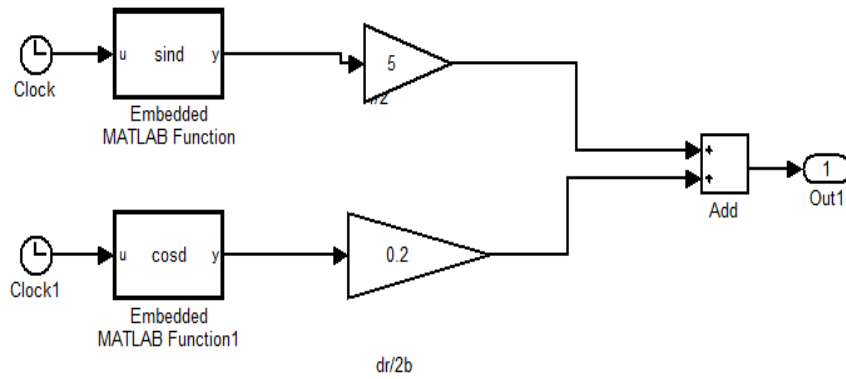 u sind y
5
Clock
Embedded
MATLAB Function
+
+
1
Add
Out1
u cosd y
0.2
Clock1
Embedded
MATLAB Function1
dr/2b